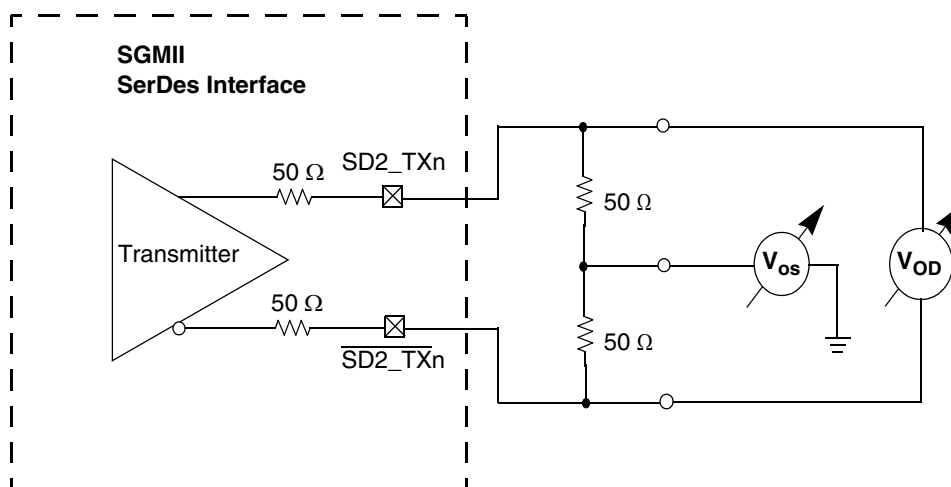 SGMII
SerDes Interface
50 Ω
SD2_TXn
Transmitter
50 Ω
SD2_TXn
50 Ω
50 Ω
Vos
VOD